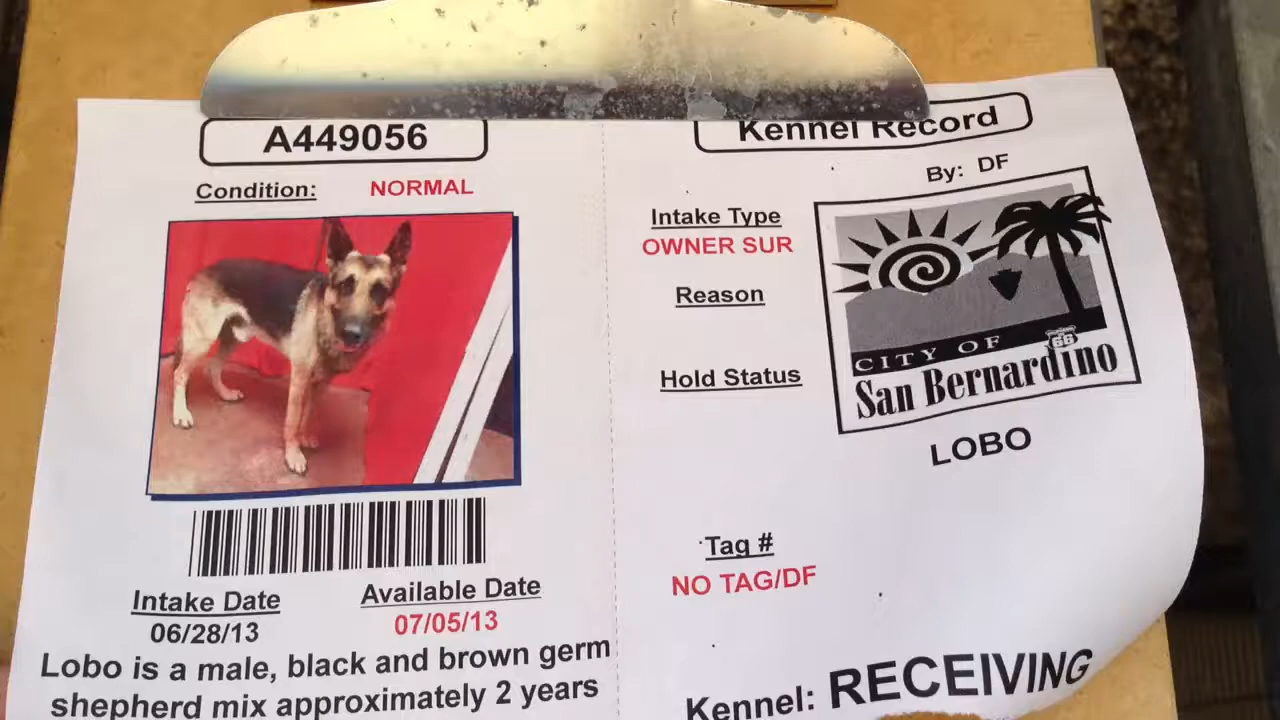 A449056
Condition: NORMAL
Intake Date
06/28/13
Available Date
07/05/13
Lobo is a male, black and brown germ
shepherd mix approximately 2 years
Kennel Record
By: DF
Intake Type
OWNER SUR
Reason
Hold Status
CITY OF
66
San Bernardino
LOBO
Tag #
NO TAG/DF
Kennel: RECEIVING